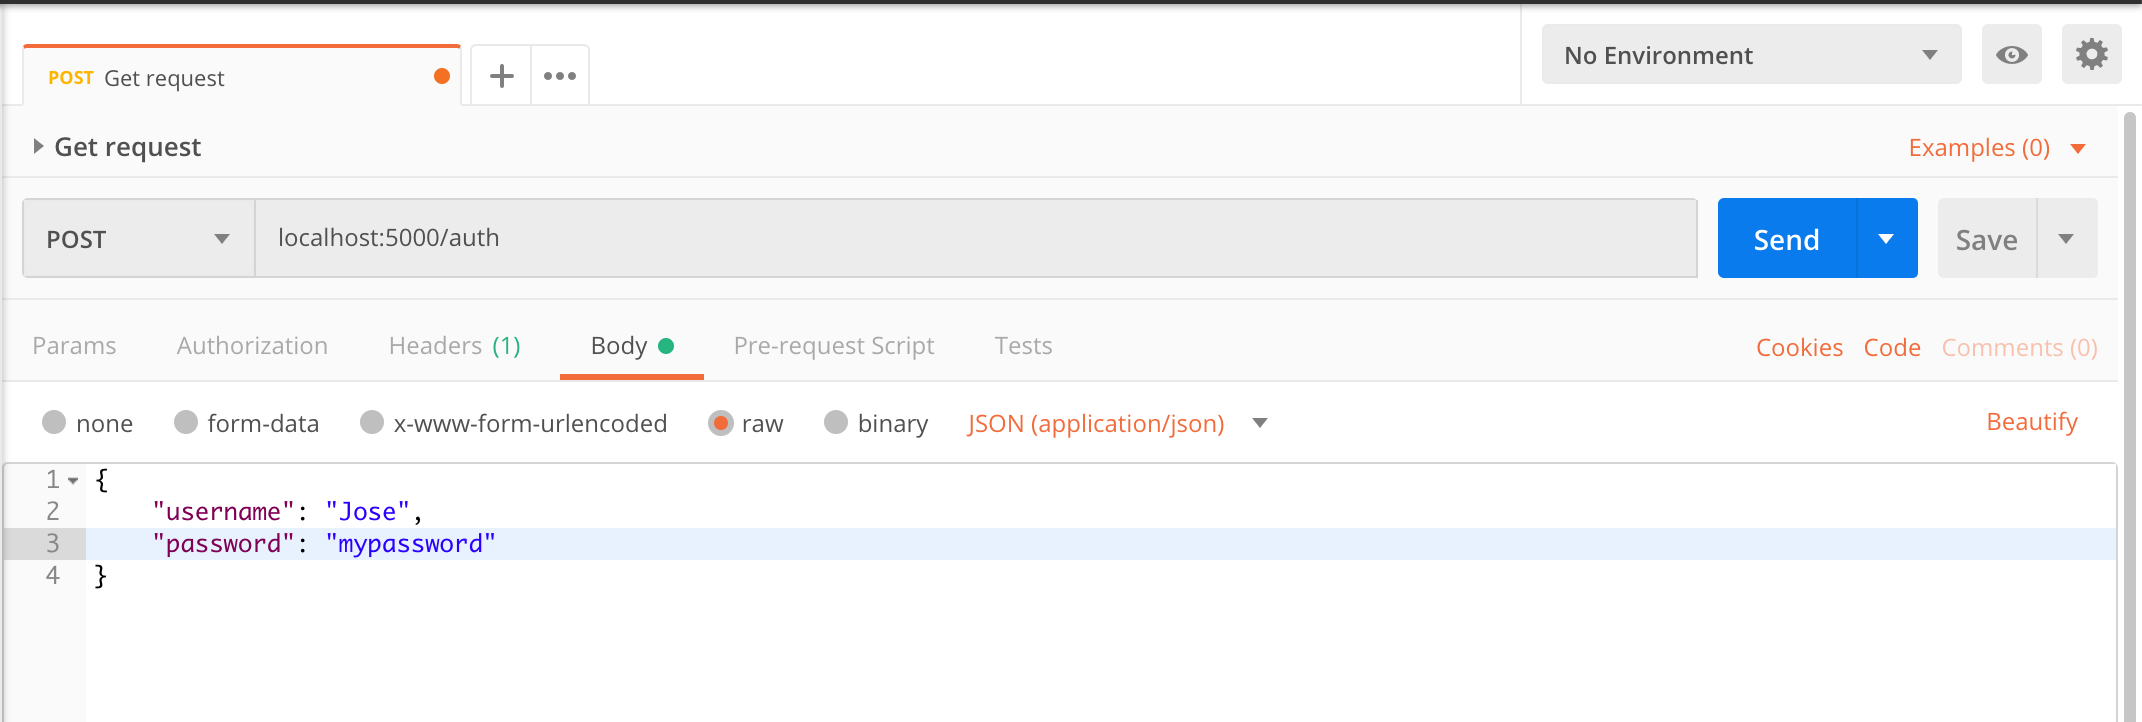 POST Get request
No Environment
Get request
Examples (0)
POST
localhost:5000/auth
Send
Save
Params Authorization Headers (1) Body Pre-request Script Tests
Cookies Code Comments (0)
none form-data x-www-form-urlencoded raw binary JSON (application/json)
Beautify
1 {
2 "username": "Jose",
3 "password": "mypassword"
4 }